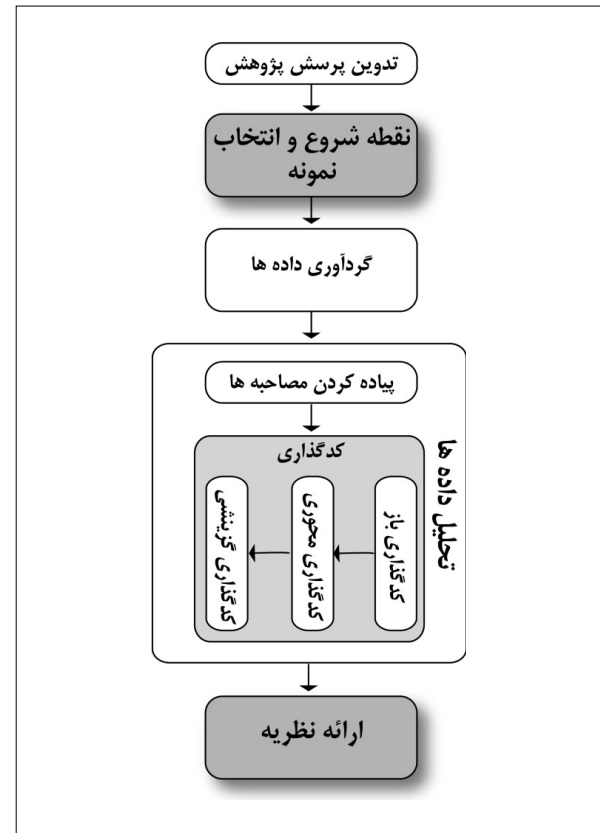 تدوین پرسش پژوهش
نقطه شروع و انتخاب
نمونه
گردآوری داده ها
تحلیل داده ها
پیاده کردن مصاحبه ها
کدگذاری
کدگذاری باز
کدگذاری محوری
کدگذاری گزینشی
ارائه نظریه